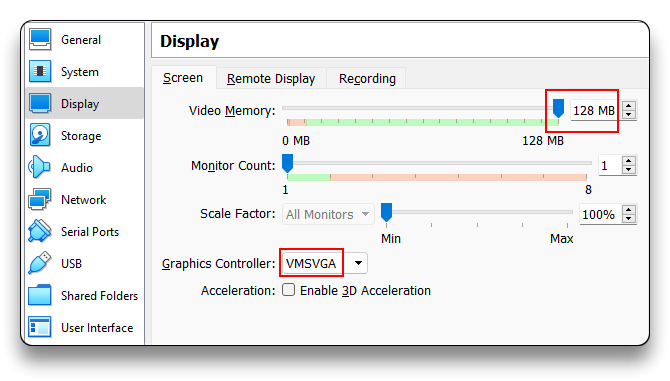 General
System
Display
Storage
Audio
Network
Serial Ports
USB
Shared Folders
User Interface
Display
Screen Remote Display Recording
Video Memory: 128 MB
0 MB 128 MB
Monitor Count: 1
1 8
Scale Factor: All Monitors 100%
Min Max
Graphics Controller: VMSVGA
Acceleration: Enable 3D Acceleration